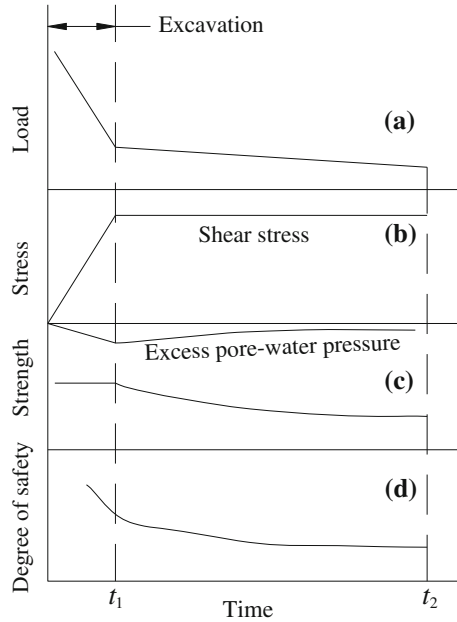 Excavation
Load
(a)
Stress
Shear stress
(b)
Excess pore-water pressure
Strength
(c)
Degree of safety
(d)
t1
Time
t2